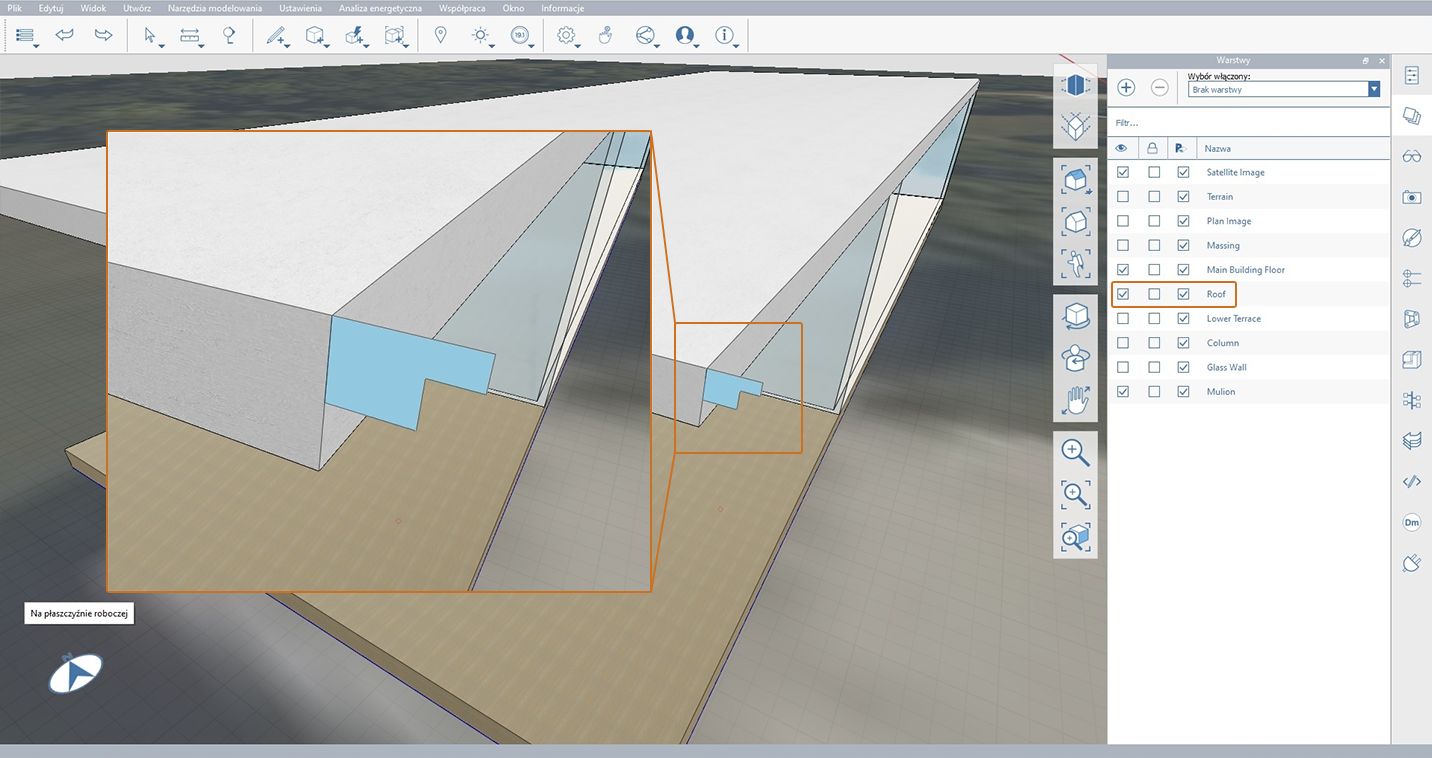 Plik Edytuj Widok Utwórz Narzędzia modelowania Ustawienia Analiza energetyczna Współpraca Okno Informacje
19.1
Warstwy
Wybór włączony:
Brak warstwy
Filtr...
Nazwa
Satellite Image
Terrain
Plan Image
Massing
Main Building Floor
Roof
Lower Terrace
Column
Glass Wall
Mulion
Dm
Na płaszczyźnie roboczej
N